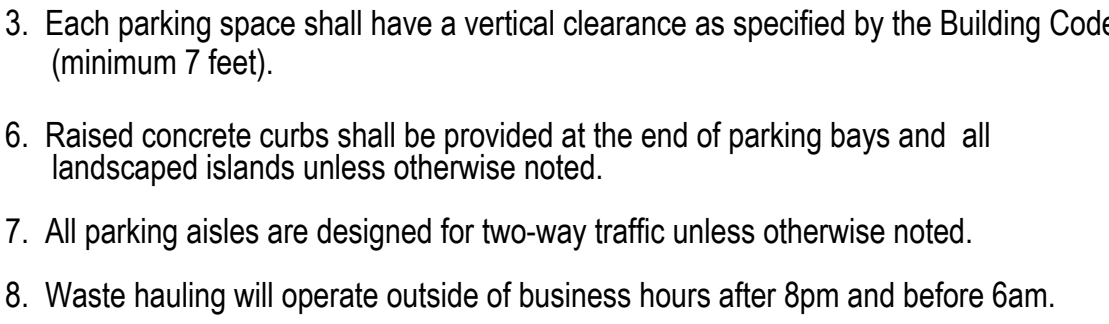 3. Each parking space shall have a vertical clearance as specified by the Building Code
(minimum 7 feet).
6. Raised concrete curbs shall be provided at the end of parking bays and all
landscaped islands unless otherwise noted.
7. All parking aisles are designed for two-way traffic unless otherwise noted.
8. Waste hauling will operate outside of business hours after 8pm and before 6am.